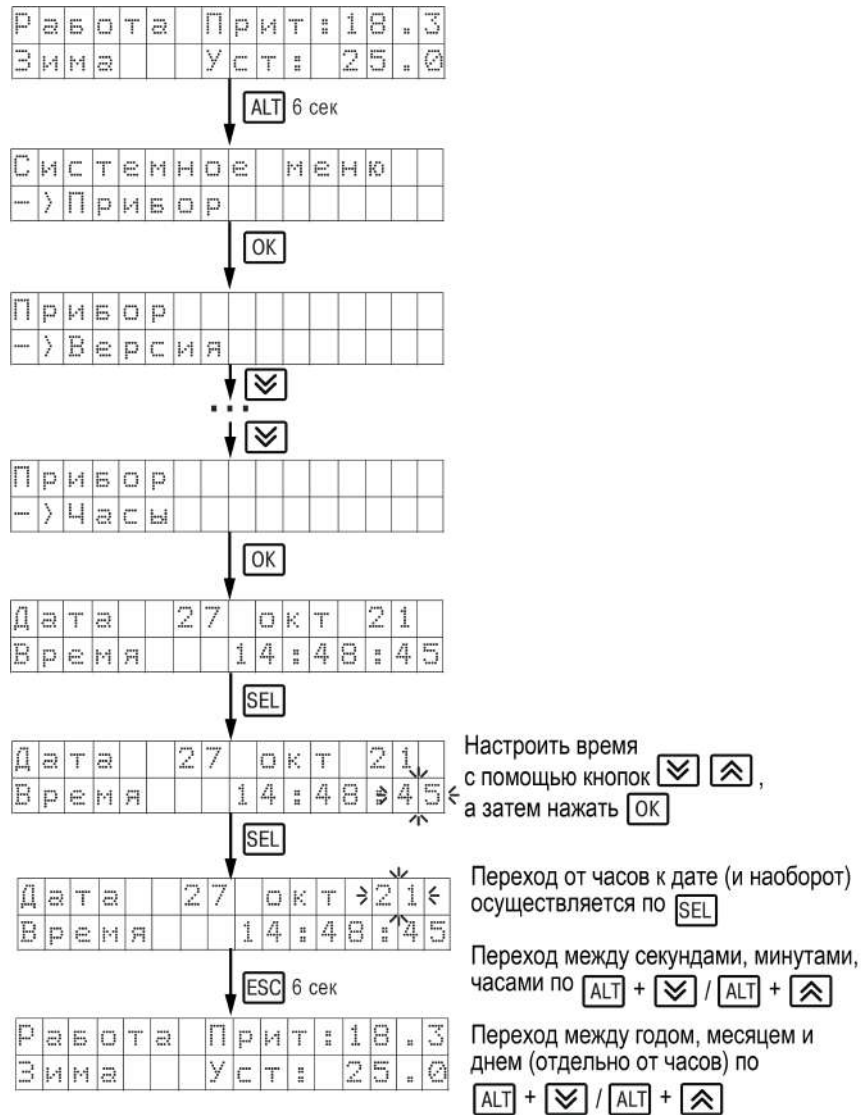 Работа Прит:18.3
Зима Уст: 25.0
ALT 6 сек
Системное меню
->Прибор
OK
Прибор
->Версия
...
Прибор
->Часы
OK
Дата 27 окт 21
Время 14:48:45
SEL
Дата 27 окт 21
Время 14:48:45
Настроить время
с помощью кнопок ,
а затем нажать OK
SEL
Дата 27 окт 21
Время 14:48:45
Переход от часов к дате (и наоборот)
осуществляется по SEL
Переход между секундами, минутами,
часами по ALT + / ALT +
ESC 6 сек
Работа Прит:18.3
Зима Уст: 25.0
Переход между годом, месяцем и
днем (отдельно от часов) по
ALT + / ALT +